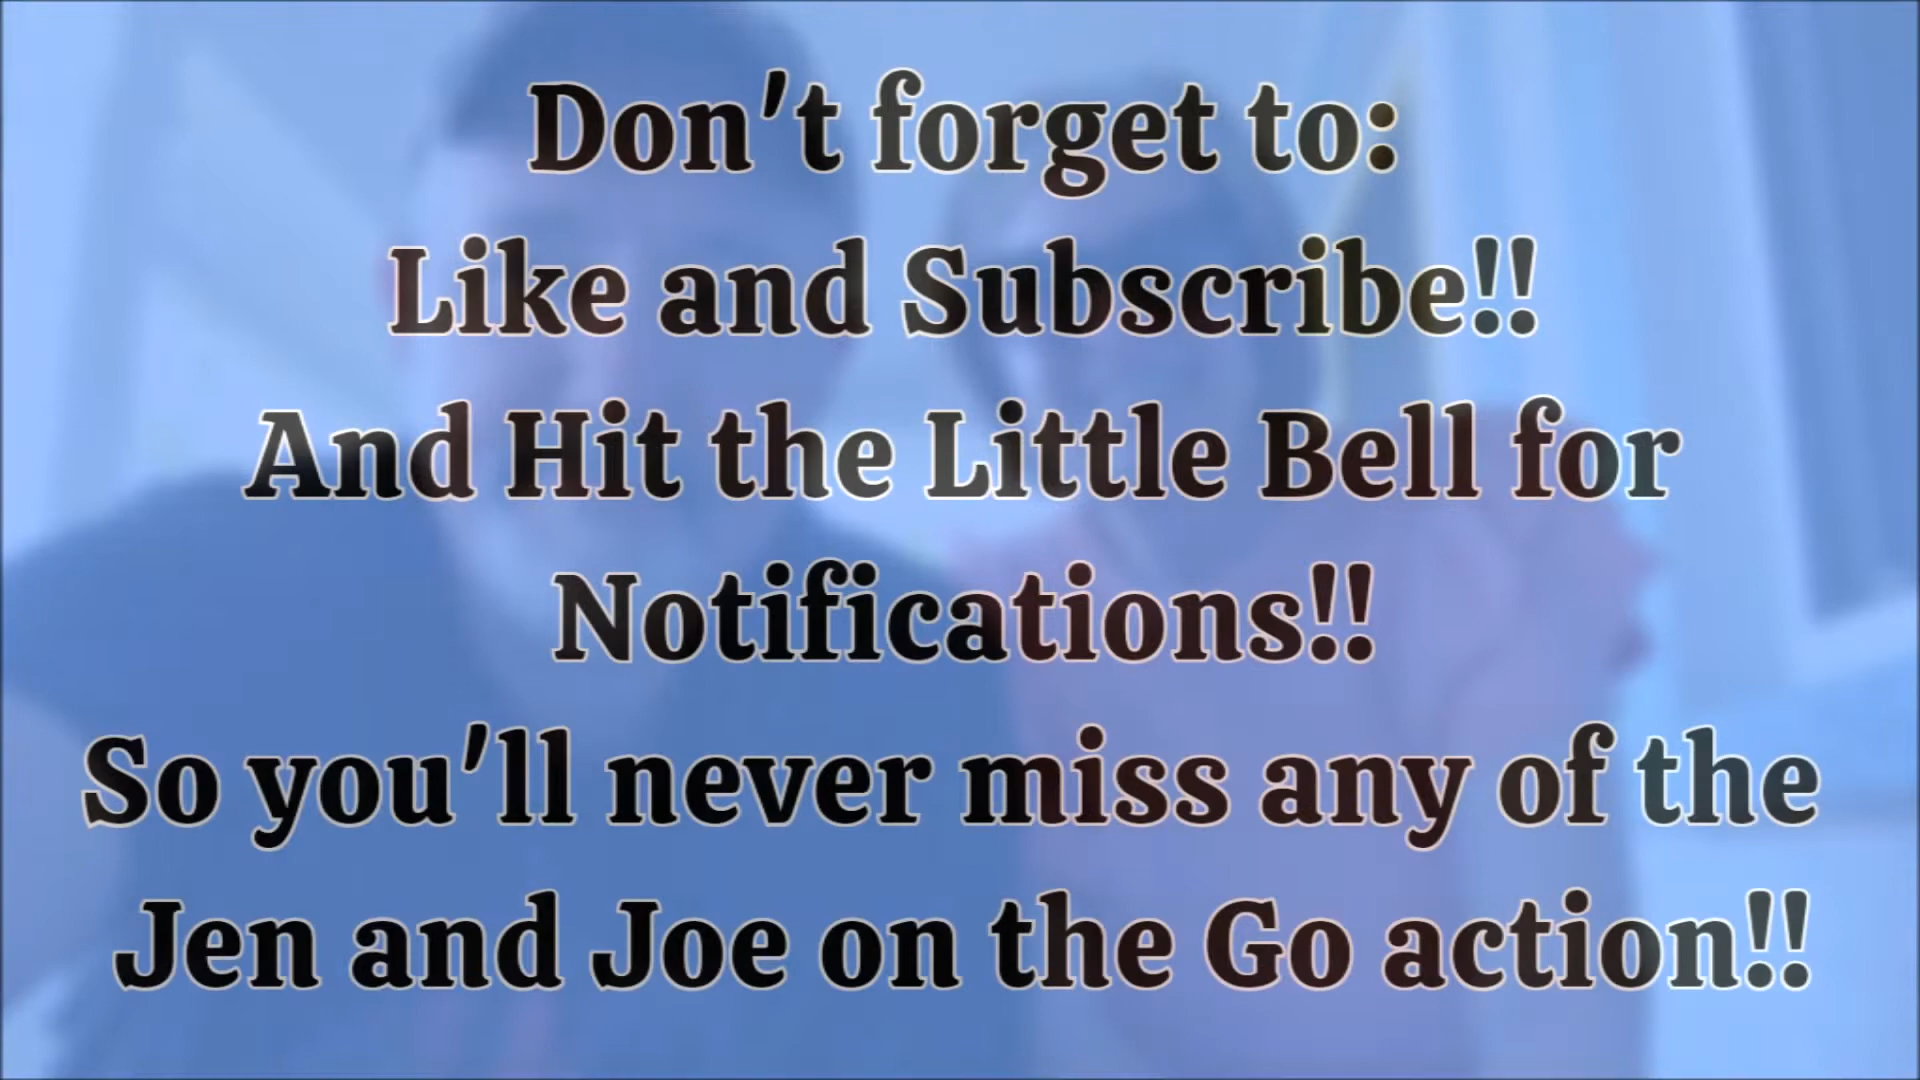 Don't forget to:
Like and Subscribe!!
And Hit the Little Bell for
Notifications!!
So you'll never miss any of the
Jen and Joe on the Go action!!